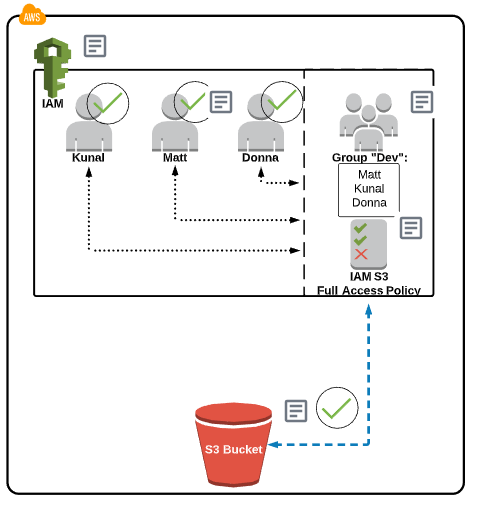 AWS
IAM
Kunal
Matt
Donna
Group "Dev":
Matt
Kunal
Donna
IAM S3
Full Access Policy
S3 Bucket